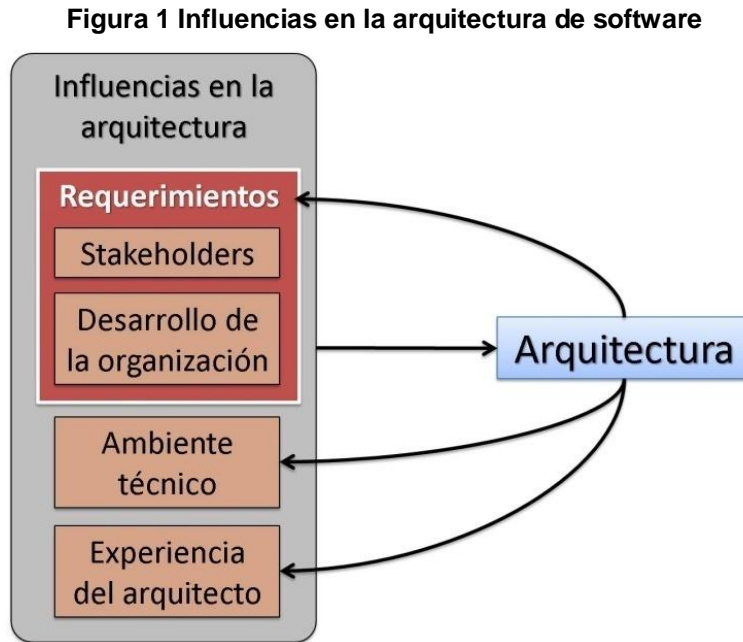 Figura 1 Influencias en la arquitectura de software
Influencias en la
arquitectura
Requerimientos
Stakeholders
Desarrollo de
la organización
Arquitectura
Ambiente
técnico
Experiencia
del arquitecto